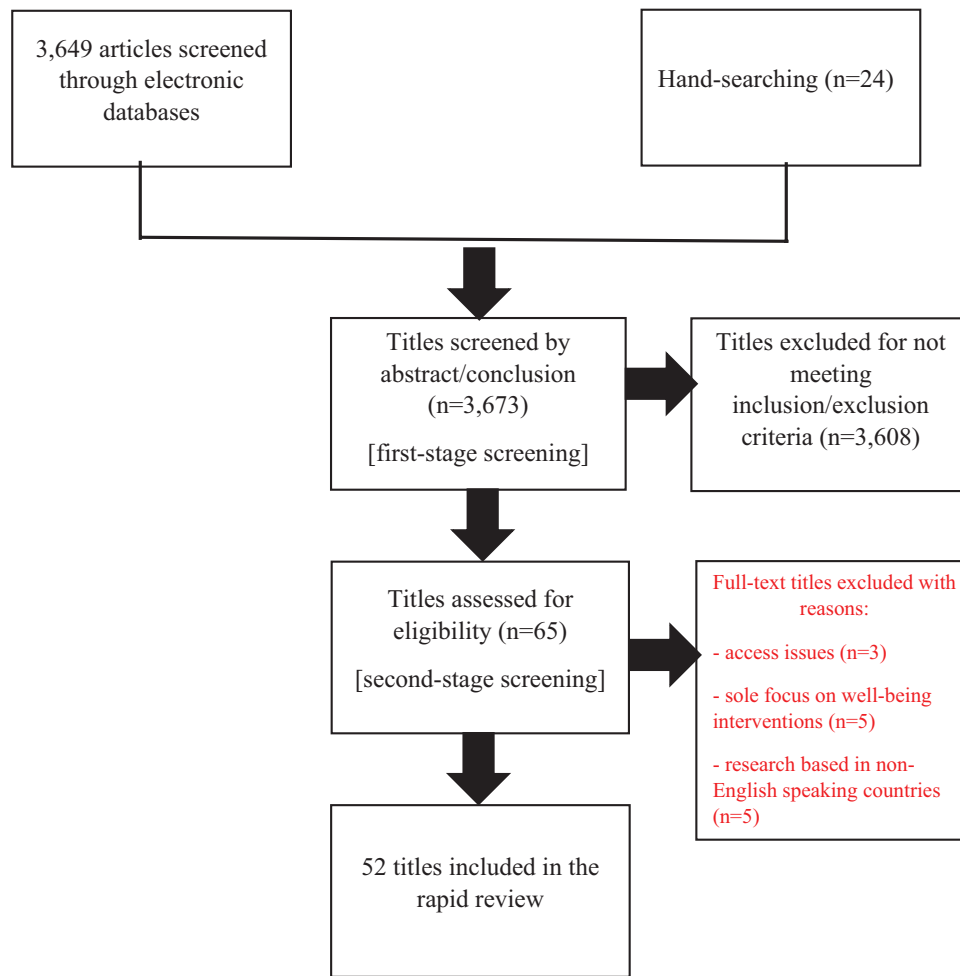 3,649 articles screened
through electronic
databases
Hand-searching (n=24)
Titles screened by
abstract/conclusion
(n=3,673)
[first-stage screening]
Titles excluded for not
meeting
inclusion/exclusion
criteria (n=3,608)
Titles assessed for
eligibility (n=65)
[second-stage screening]
Full-text titles excluded with
reasons:
- access issues (n=3)
- sole focus on well-being
interventions (n=5)
- research based in non-
English speaking countries
(n=5)
52 titles included in the
rapid review